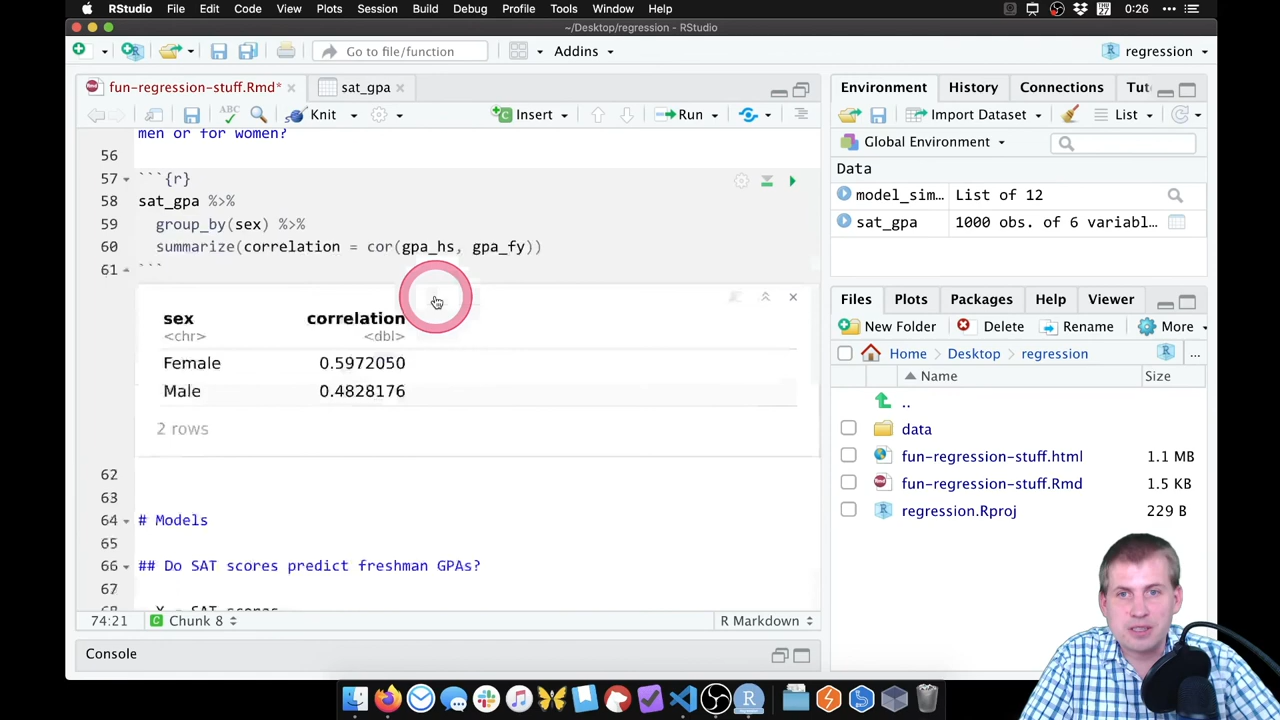 RStudio File Edit Code View Plots Session Build Debug Profile Tools Window Help THU 27 0:26
~/Desktop/regression - RStudio
Go to file/function Addins regression
fun-regression-stuff.Rmd* sat_gpa
Knit Insert Run
men or for women?
56
57 ```{r}
58 sat_gpa %>%
59 group_by(sex) %>%
60 summarize(correlation = cor(gpa_hs, gpa_fy))
61 ```
sex correlation
<chr> <dbl>
Female 0.5972050
Male 0.4828176
2 rows
62
63
64 # Models
65
66 ## Do SAT scores predict freshman GPAs?
67
68 X = SAT scores
74:21 Chunk 8 R Markdown
Console
Environment History Connections Tut
Import Dataset List
Global Environment
Data
model_sim… List of 12
sat_gpa 1000 obs. of 6 variabl…
Files Plots Packages Help Viewer
New Folder Delete Rename More
Home Desktop regression ...
Name Size
..
data
fun-regression-stuff.html 1.1 MB
fun-regression-stuff.Rmd 1.5 KB
regression.Rproj 229 B